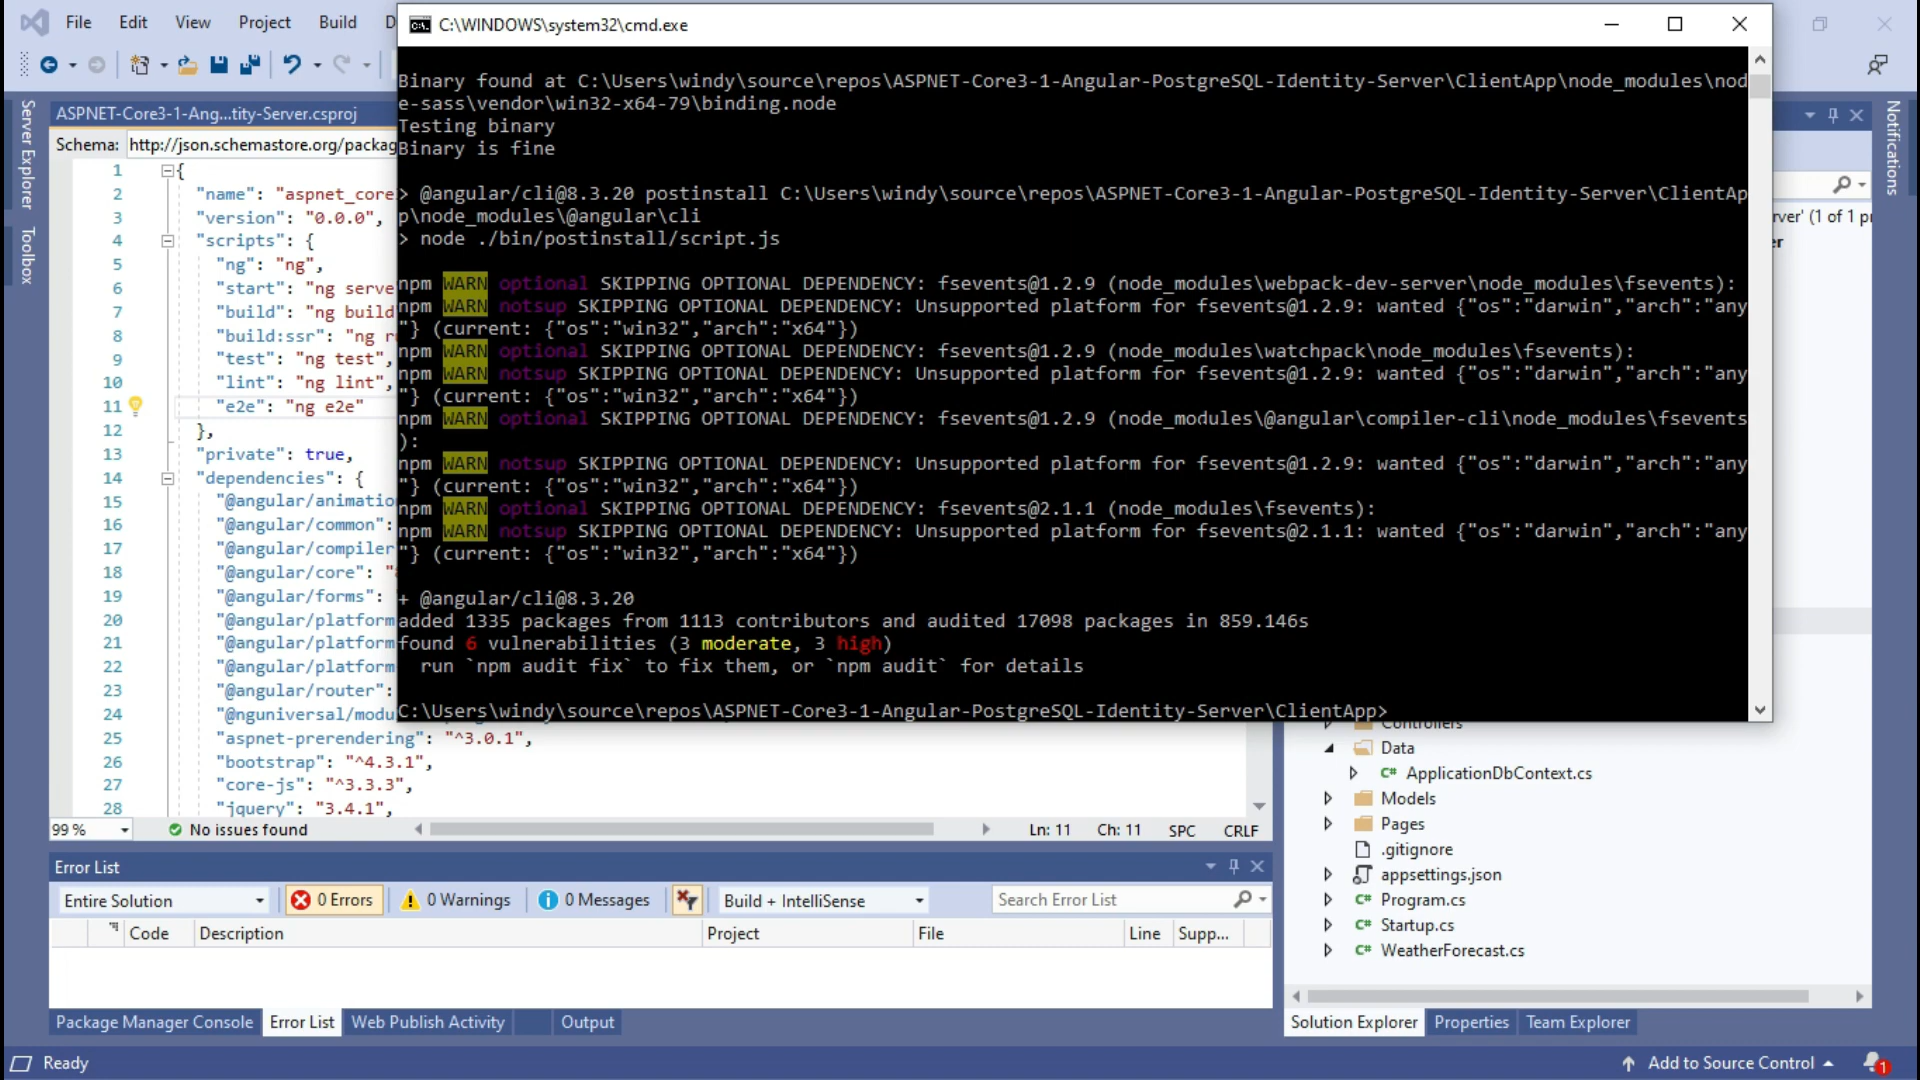 File Edit View Project Build D
C:\WINDOWS\system32\cmd.exe
Server Explorer
Toolbox
Notifications
ASPNET-Core3-1-Ang...tity-Server.csproj
Schema: http://json.schemastore.org/packag
1 {
2 "name": "aspnet_core
3 "version": "0.0.0",
4 "scripts": {
5 "ng": "ng",
6 "start": "ng serve
7 "build": "ng build
8 "build:ssr": "ng r
9 "test": "ng test",
10 "lint": "ng lint",
11 "e2e": "ng e2e"
12 },
13 "private": true,
14 "dependencies": {
15 "@angular/animatio
16 "@angular/common":
17 "@angular/compiler
18 "@angular/core": "
19 "@angular/forms":
20 "@angular/platform
21 "@angular/platform
22 "@angular/platform
23 "@angular/router":
24 "@nguniversal/modu
25 "aspnet-prerendering": "^3.0.1",
26 "bootstrap": "^4.3.1",
27 "core-js": "^3.3.3",
28 "jquery": "3.4.1",
Binary found at C:\Users\windy\source\repos\ASPNET-Core3-1-Angular-PostgreSQL-Identity-Server\ClientApp\node_modules\nod
e-sass\vendor\win32-x64-79\binding.node
Testing binary
Binary is fine
> @angular/cli@8.3.20 postinstall C:\Users\windy\source\repos\ASPNET-Core3-1-Angular-PostgreSQL-Identity-Server\ClientAp
p\node_modules\@angular\cli
> node ./bin/postinstall/script.js
npm WARN optional SKIPPING OPTIONAL DEPENDENCY: fsevents@1.2.9 (node_modules\webpack-dev-server\node_modules\fsevents):
npm WARN notsup SKIPPING OPTIONAL DEPENDENCY: Unsupported platform for fsevents@1.2.9: wanted {"os":"darwin","arch":"any
"} (current: {"os":"win32","arch":"x64"})
npm WARN optional SKIPPING OPTIONAL DEPENDENCY: fsevents@1.2.9 (node_modules\watchpack\node_modules\fsevents):
npm WARN notsup SKIPPING OPTIONAL DEPENDENCY: Unsupported platform for fsevents@1.2.9: wanted {"os":"darwin","arch":"any
"} (current: {"os":"win32","arch":"x64"})
npm WARN optional SKIPPING OPTIONAL DEPENDENCY: fsevents@1.2.9 (node_modules\@angular\compiler-cli\node_modules\fsevents
):
npm WARN notsup SKIPPING OPTIONAL DEPENDENCY: Unsupported platform for fsevents@1.2.9: wanted {"os":"darwin","arch":"any
"} (current: {"os":"win32","arch":"x64"})
npm WARN optional SKIPPING OPTIONAL DEPENDENCY: fsevents@2.1.1 (node_modules\fsevents):
npm WARN notsup SKIPPING OPTIONAL DEPENDENCY: Unsupported platform for fsevents@2.1.1: wanted {"os":"darwin","arch":"any
"} (current: {"os":"win32","arch":"x64"})
+ @angular/cli@8.3.20
added 1335 packages from 1113 contributors and audited 17098 packages in 859.146s
found 6 vulnerabilities (3 moderate, 3 high)
run `npm audit fix` to fix them, or `npm audit` for details
C:\Users\windy\source\repos\ASPNET-Core3-1-Angular-PostgreSQL-Identity-Server\ClientApp>
rver' (1 of 1 pr
er
Controllers
Data
C# ApplicationDbContext.cs
Models
Pages
.gitignore
appsettings.json
C# Program.cs
C# Startup.cs
C# WeatherForecast.cs
99 % No issues found Ln: 11 Ch: 11 SPC CRLF
Error List
Entire Solution 0 Errors 0 Warnings 0 Messages Build + IntelliSense Search Error List
Code Description Project File Line Supp...
Package Manager Console Error List Web Publish Activity Output
Solution Explorer Properties Team Explorer
Ready Add to Source Control 1